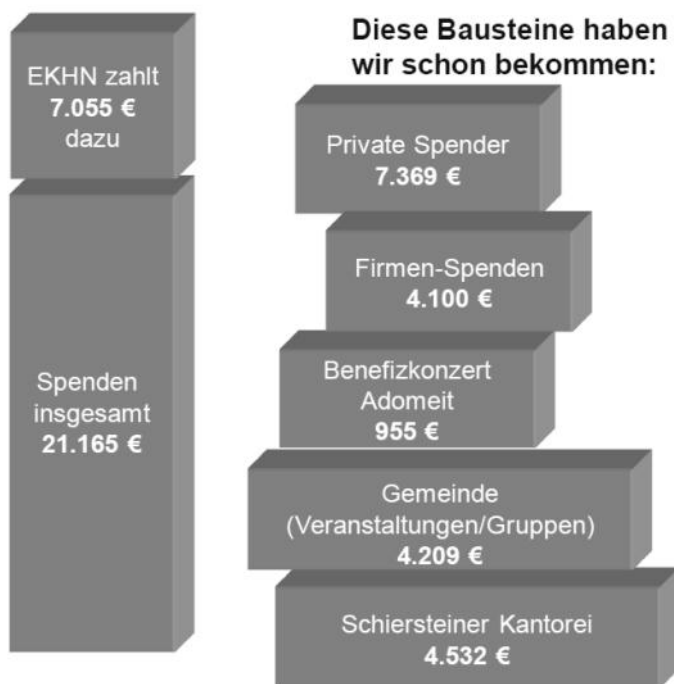 Diese Bausteine haben
wir schon bekommen:
EKHN zahlt
7.055 €
dazu
Spenden
insgesamt
21.165 €
Private Spender
7.369 €
Firmen-Spenden
4.100 €
Benefizkonzert
Adomeit
955 €
Gemeinde
(Veranstaltungen/Gruppen)
4.209 €
Schiersteiner Kantorei
4.532 €